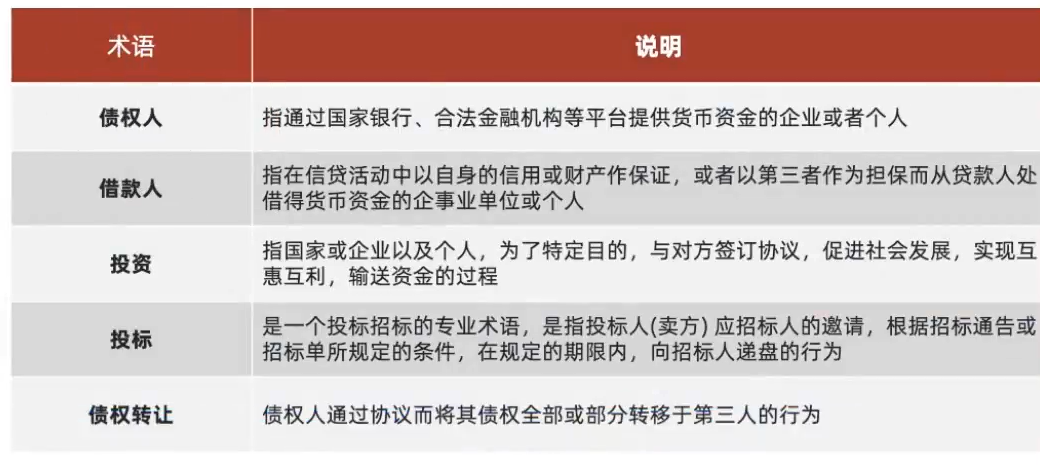 术语
说明
债权人
指通过国家银行、合法金融机构等平台提供货币资金的企业或者个人
借款人
指在信贷活动中以自身的信用或财产作保证，或者以第三者作为担保而从贷款人处
借得货币资金的企事业单位或个人
投资
指国家或企业以及个人，为了特定目的，与对方签订协议，促进社会发展，实现互
惠互利，输送资金的过程
投标
是一个投标招标的专业术语，是指投标人(卖方) 应招标人的邀请，根据招标通告或
招标单所规定的条件，在规定的期限内，向招标人递盘的行为
债权转让
债权人通过协议而将其债权全部或部分转移于第三人的行为